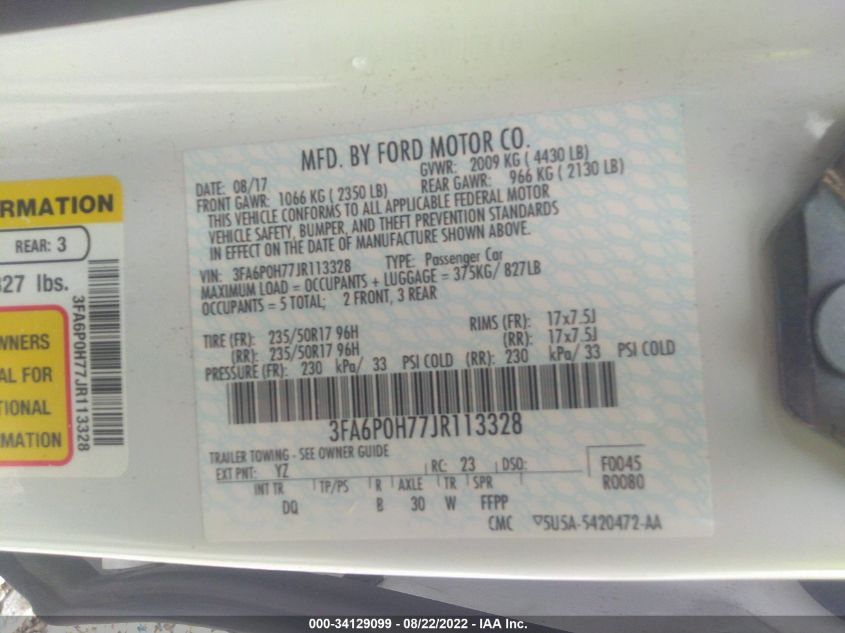 RMATION
REAR: 3
827 lbs.
WNERS
AL FOR
TIONAL
RMATION
3FA6P0H77JR113328
MFD. BY FORD MOTOR CO.
DATE: 08/17 GVWR: 2009 KG ( 4430 LB)
FRONT GAWR: 1066 KG ( 2350 LB) REAR GAWR: 966 KG ( 2130 LB)
THIS VEHICLE CONFORMS TO ALL APPLICABLE FEDERAL MOTOR
VEHICLE SAFETY, BUMPER, AND THEFT PREVENTION STANDARDS
IN EFFECT ON THE DATE OF MANUFACTURE SHOWN ABOVE.
VIN: 3FA6P0H77JR113328 TYPE: Passenger Car
MAXIMUM LOAD = OCCUPANTS + LUGGAGE = 375KG/ 827LB
OCCUPANTS = 5 TOTAL; 2 FRONT, 3 REAR
TIRE (FR): 235/50R17 96H RIMS (FR): 17x7.5J
(RR): 235/50R17 96H (RR): 17x7.5J
PRESSURE (FR): 230 kPa/ 33 PSI COLD (RR): 230 kPa/ 33 PSI COLD
3FA6P0H77JR113328
TRAILER TOWING - SEE OWNER GUIDE
EXT PNT: YZ RC: 23 DSO: F0045
INT TR TP/PS R AXLE TR SPR R0080
DQ B 30 W FFPP
CMC ▽5U5A-5420472-AA
000-34129099 - 08/22/2022 - IAA Inc.